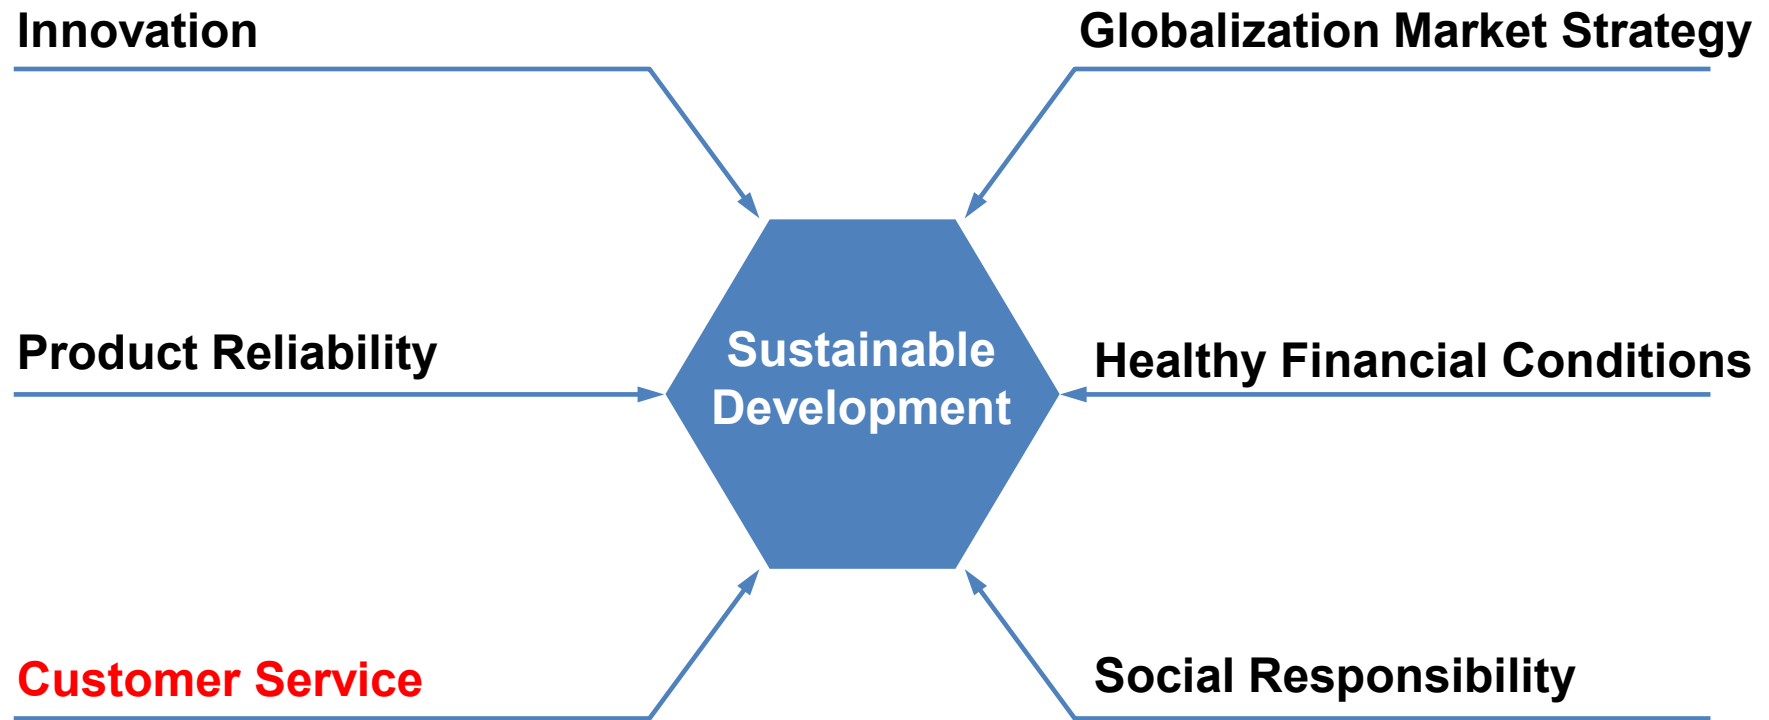 Innovation
Globalization Market Strategy
Product Reliability
Sustainable
Development
Healthy Financial Conditions
Customer Service
Social Responsibility